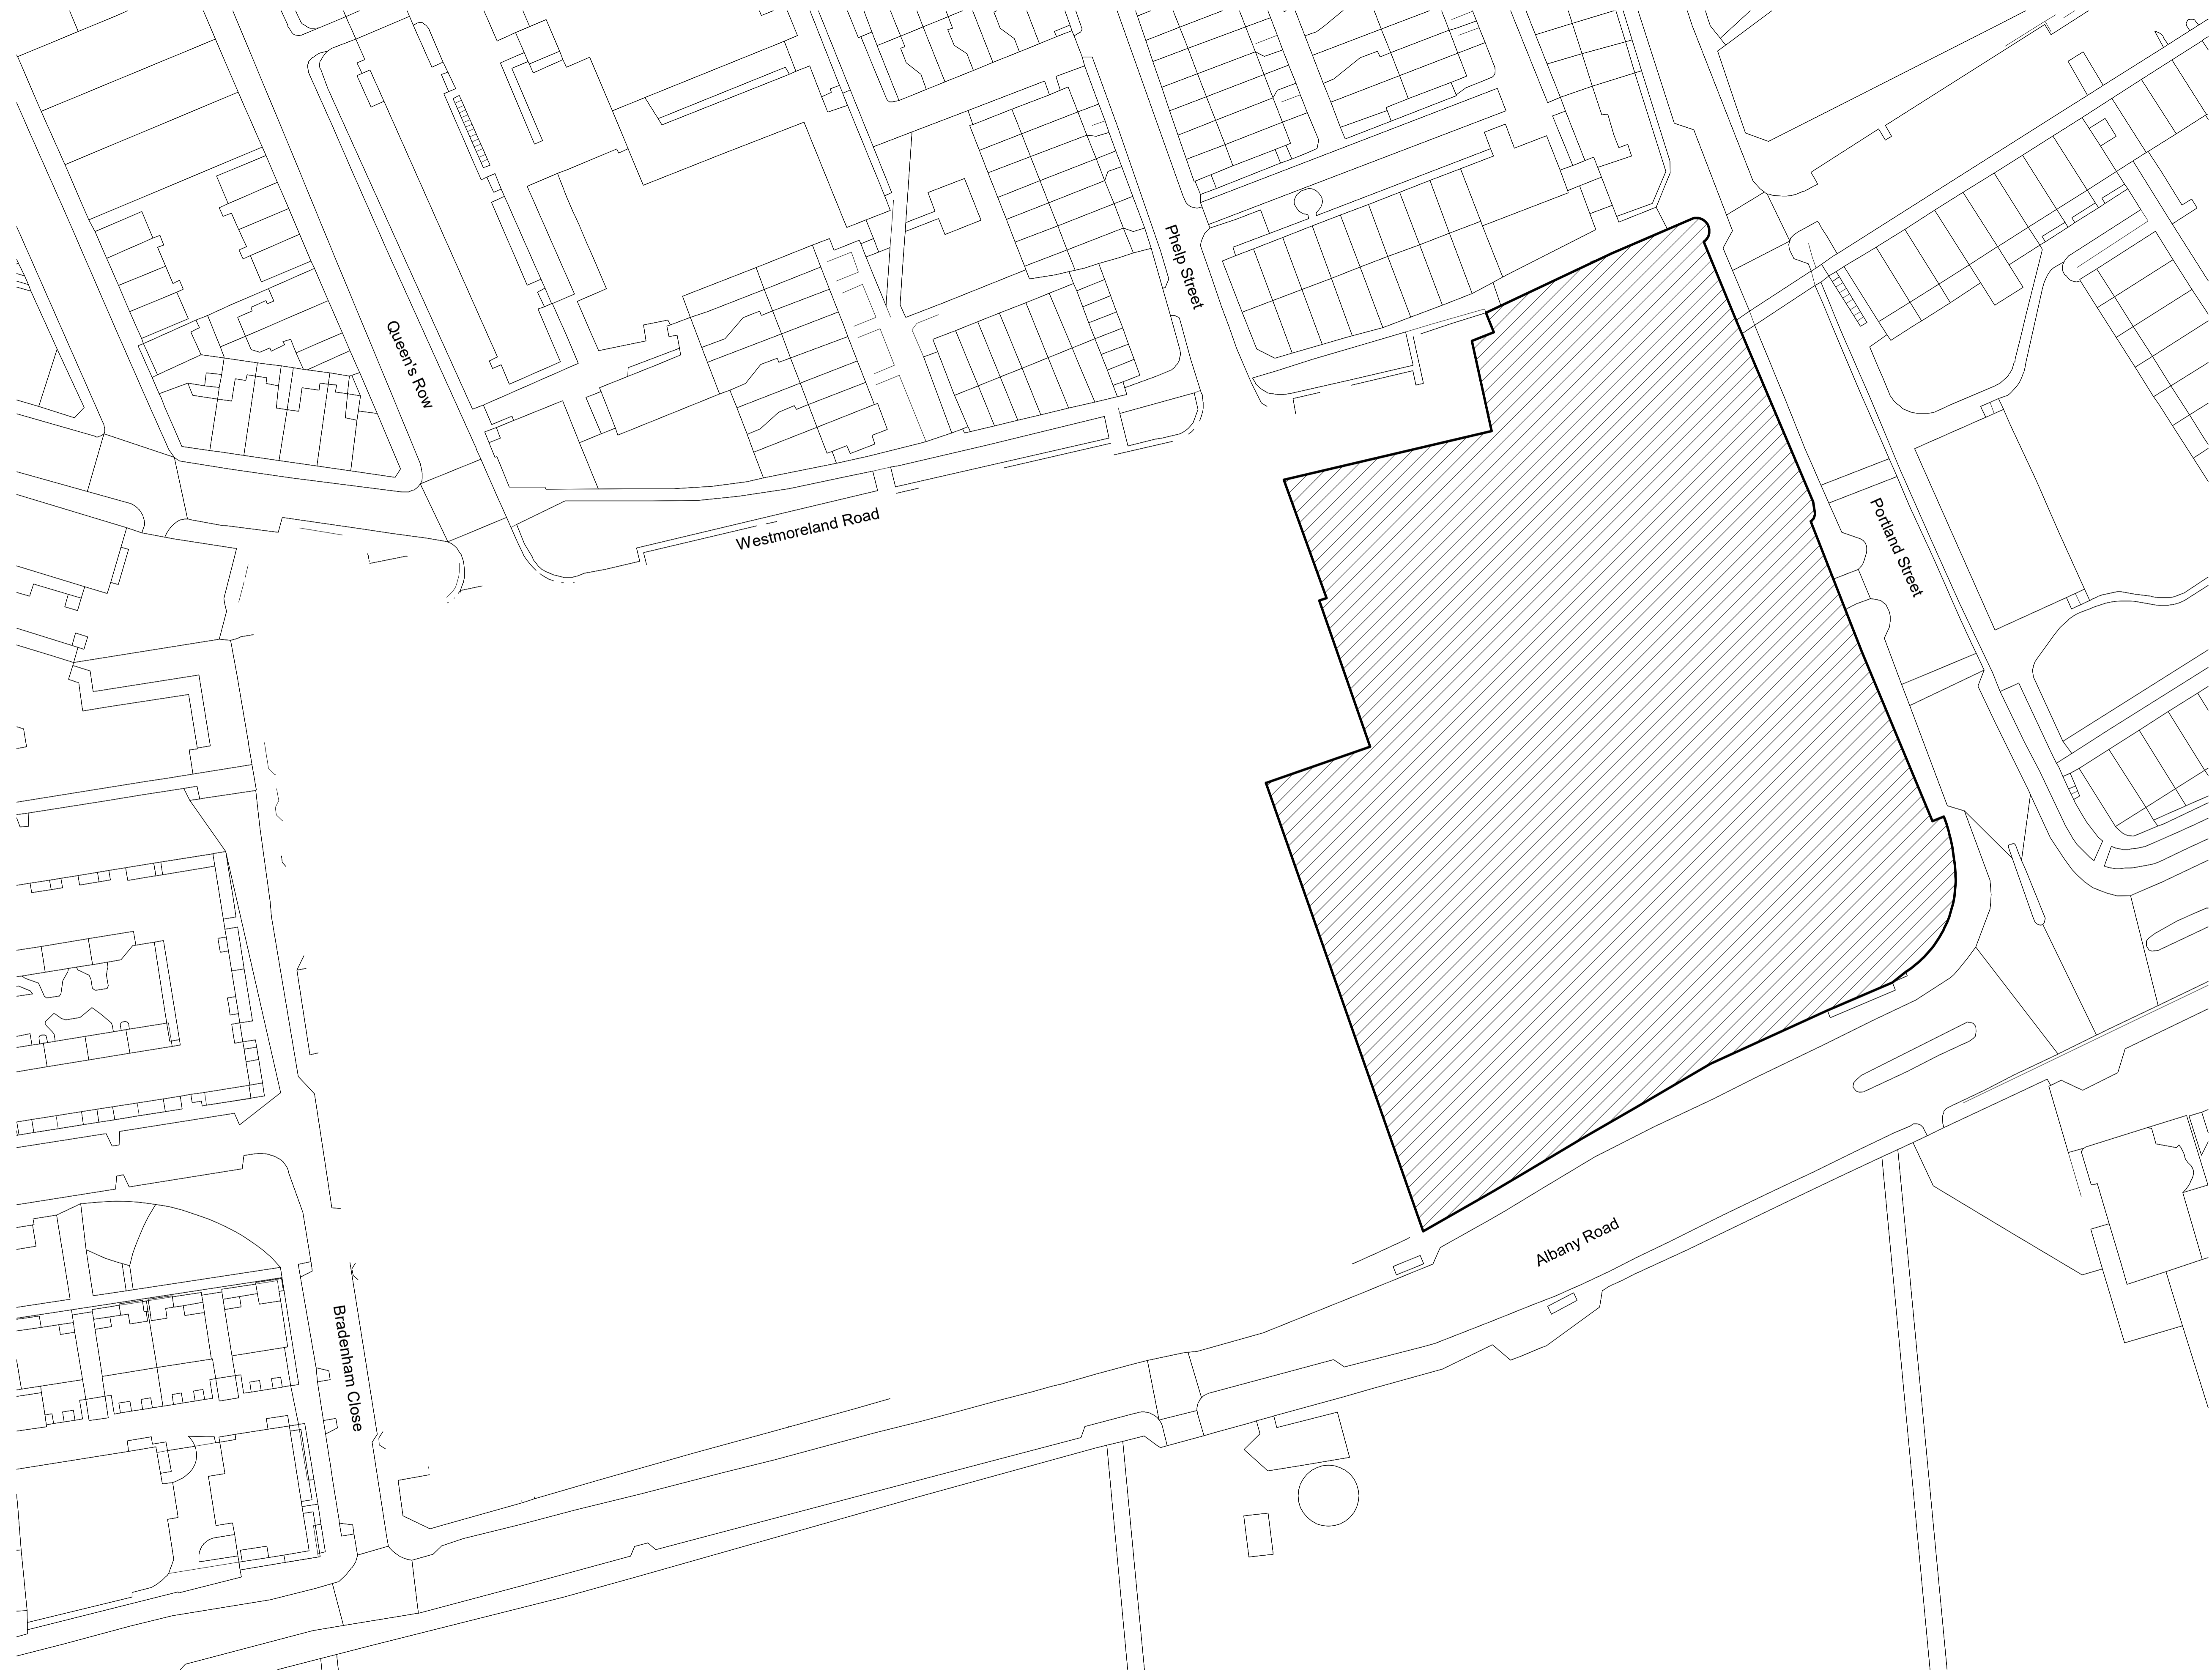 Phelp Street
Queen's Row
Westmoreland Road
Portland Street
Albany Road
Bradenham Close